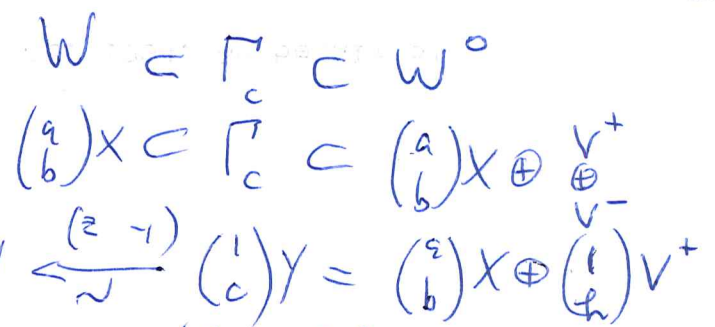 W ⊂ Γ_c ⊂ W°
(a b)X ⊂ Γ_c ⊂ (a b)X ⊕ V⁺ ⊕ V⁻
←~ (z -1) (1 c)Y = (a b)X ⊕ (1 h)V⁺